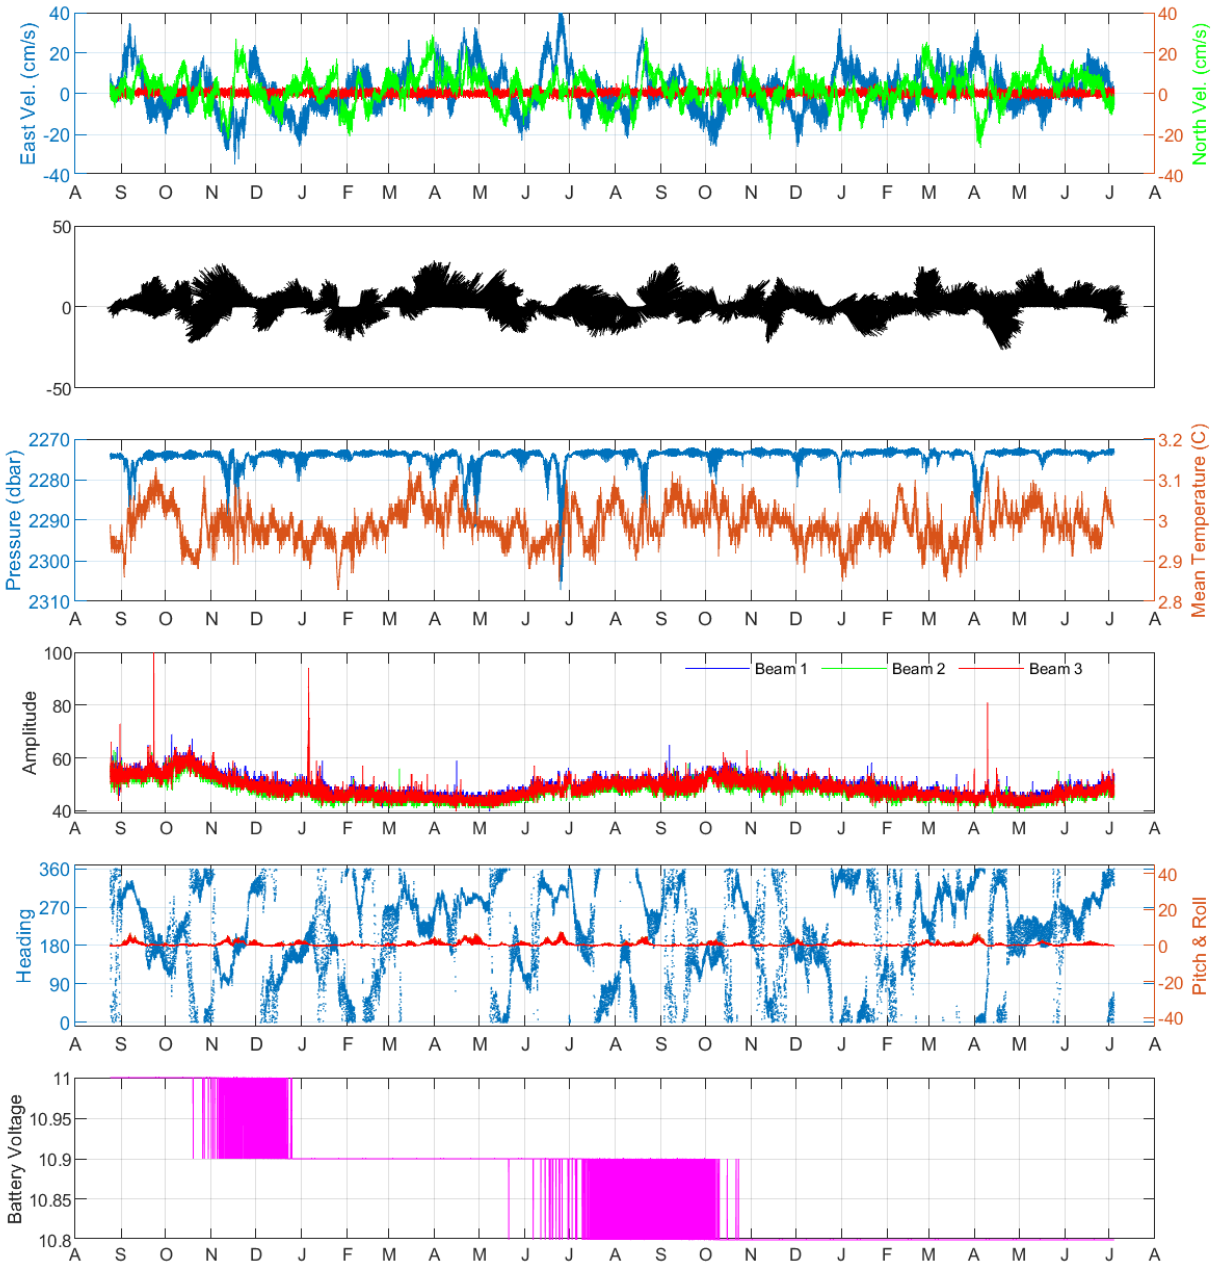 40 40
20 20
0 0
-20 -20
-40 -40
East Vel. (cm/s)
North Vel. (cm/s)
A S O N D J F M A M J J A S O N D J F M A M J J A
50
0
-50
2270 3.2
2280 3.1
2290 3
2300 2.9
2310 2.8
Pressure (dbar)
Mean Temperature (C)
A S O N D J F M A M J J A S O N D J F M A M J J A
100
80
60
40
Amplitude
Beam 1 Beam 2 Beam 3
A S O N D J F M A M J J A S O N D J F M A M J J A
360 40
270 20
180 0
90 -20
0 -40
Heading
Pitch & Roll
A S O N D J F M A M J J A S O N D J F M A M J J A
11
10.95
10.9
10.85
10.8
Battery Voltage
A S O N D J F M A M J J A S O N D J F M A M J J A